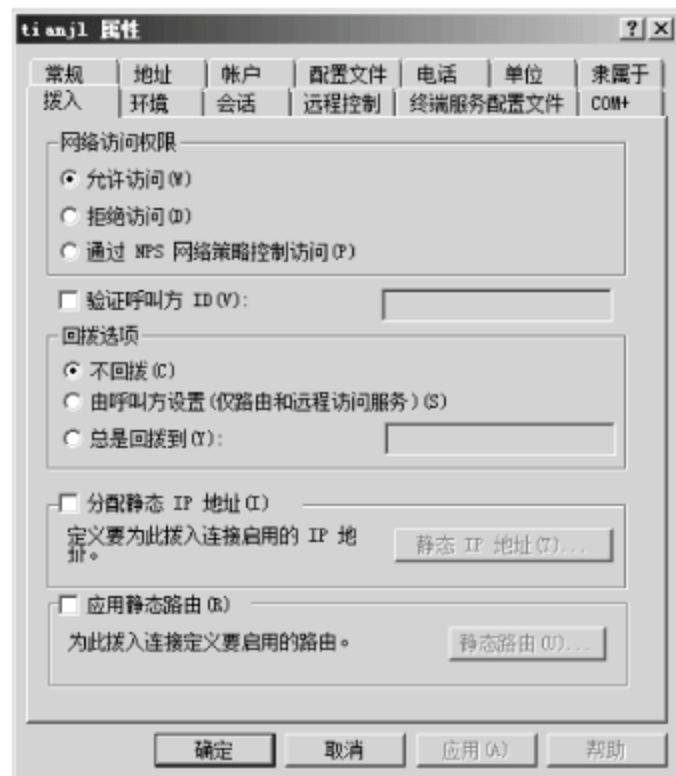 tianjl 属性
常规 地址 帐户 配置文件 电话 单位 隶属于
拨入 环境 会话 远程控制 终端服务配置文件 COM+
网络访问权限
允许访问(W)
拒绝访问(D)
通过 NPS 网络策略控制访问(P)
验证呼叫方 ID(V):
回拨选项
不回拨(C)
由呼叫方设置(仅路由和远程访问服务)(S)
总是回拨到(Y):
分配静态 IP 地址(I)
定义要为此拨入连接启用的 IP 地
址。
静态 IP 地址(T)...
应用静态路由(R)
为此拨入连接定义要启用的路由。
静态路由(U)...
确定 取消 应用(A) 帮助